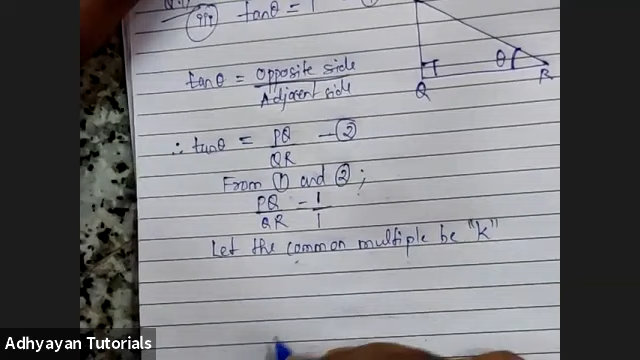 tanθ = 1
tanθ = Opposite side
Adjacent side
θ
R
Q
∴ tanθ = PQ - ②
QR
From ① and ② ;
PQ - 1
QR 1
Let the common multiple be "K"
Adhyayan Tutorials